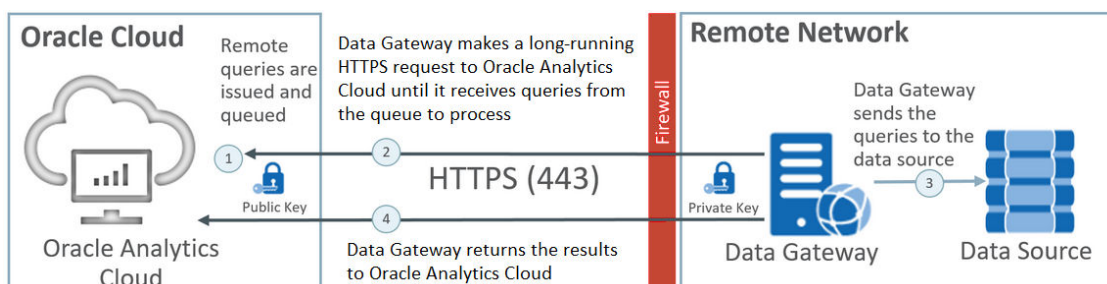 Oracle Cloud
Remote
queries are
issued and
queued
Data Gateway makes a long-running
HTTPS request to Oracle Analytics
Cloud until it receives queries from
the queue to process
Firewall
Remote Network
Data Gateway
sends the
queries to the
data source
1
2
HTTPS (443)
3
Public Key
Private Key
4
Oracle Analytics
Cloud
Data Gateway returns the results
to Oracle Analytics Cloud
Data Gateway
Data Source